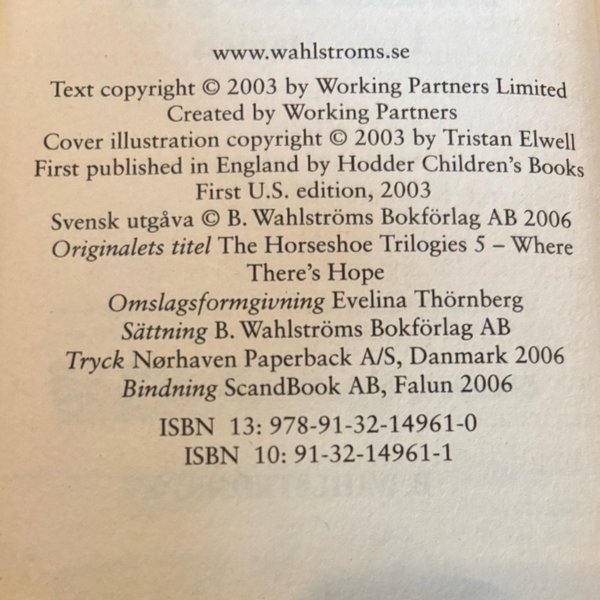 www.wahlstroms.se
Text copyright © 2003 by Working Partners Limited
Created by Working Partners
Cover illustration copyright © 2003 by Tristan Elwell
First published in England by Hodder Children's Books
First U.S. edition, 2003
Svensk utgåva © B. Wahlströms Bokförlag AB 2006
Originalets titel The Horseshoe Trilogies 5 – Where
There's Hope
Omslagsformgivning Evelina Thörnberg
Sättning B. Wahlströms Bokförlag AB
Tryck Nørhaven Paperback A/S, Danmark 2006
Bindning ScandBook AB, Falun 2006
ISBN 13: 978-91-32-14961-0
ISBN 10: 91-32-14961-1